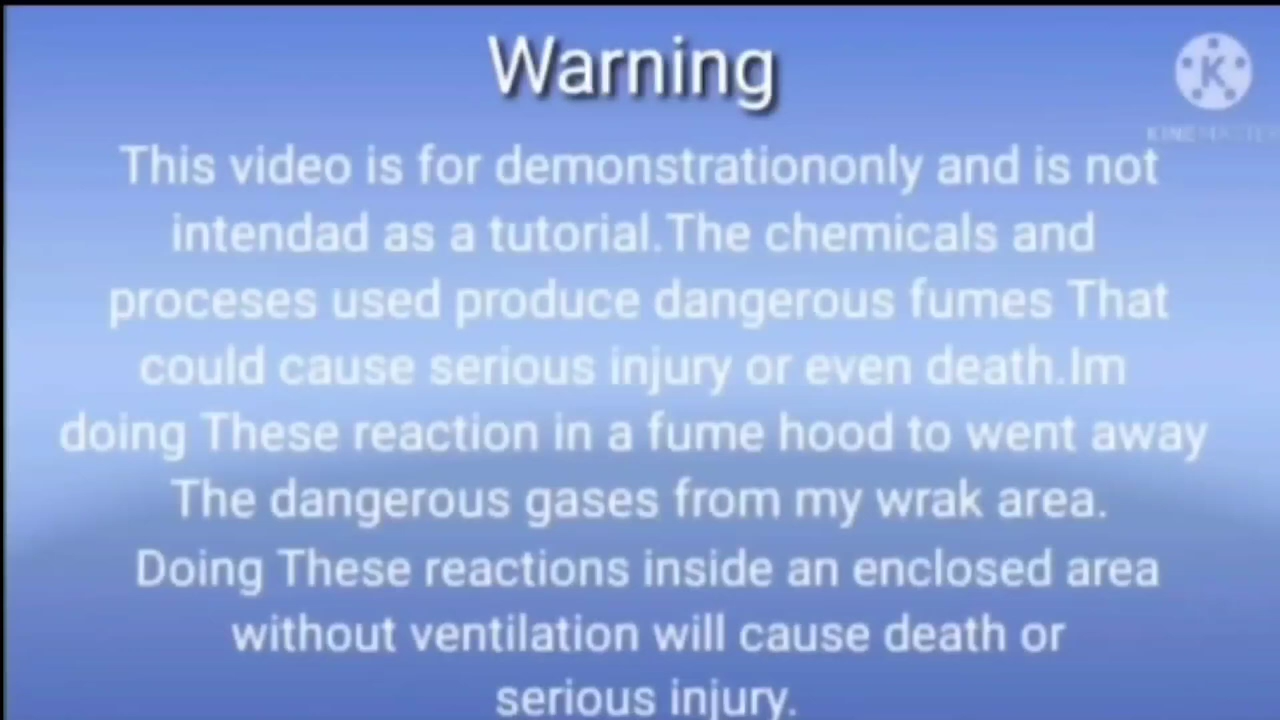 Warning
K
KINEMASTER
This video is for demonstrationonly and is not
intendad as a tutorial.The chemicals and
proceses used produce dangerous fumes That
could cause serious injury or even death.Im
doing These reaction in a fume hood to went away
The dangerous gases from my wrak area.
Doing These reactions inside an enclosed area
without ventilation will cause death or
serious injury.